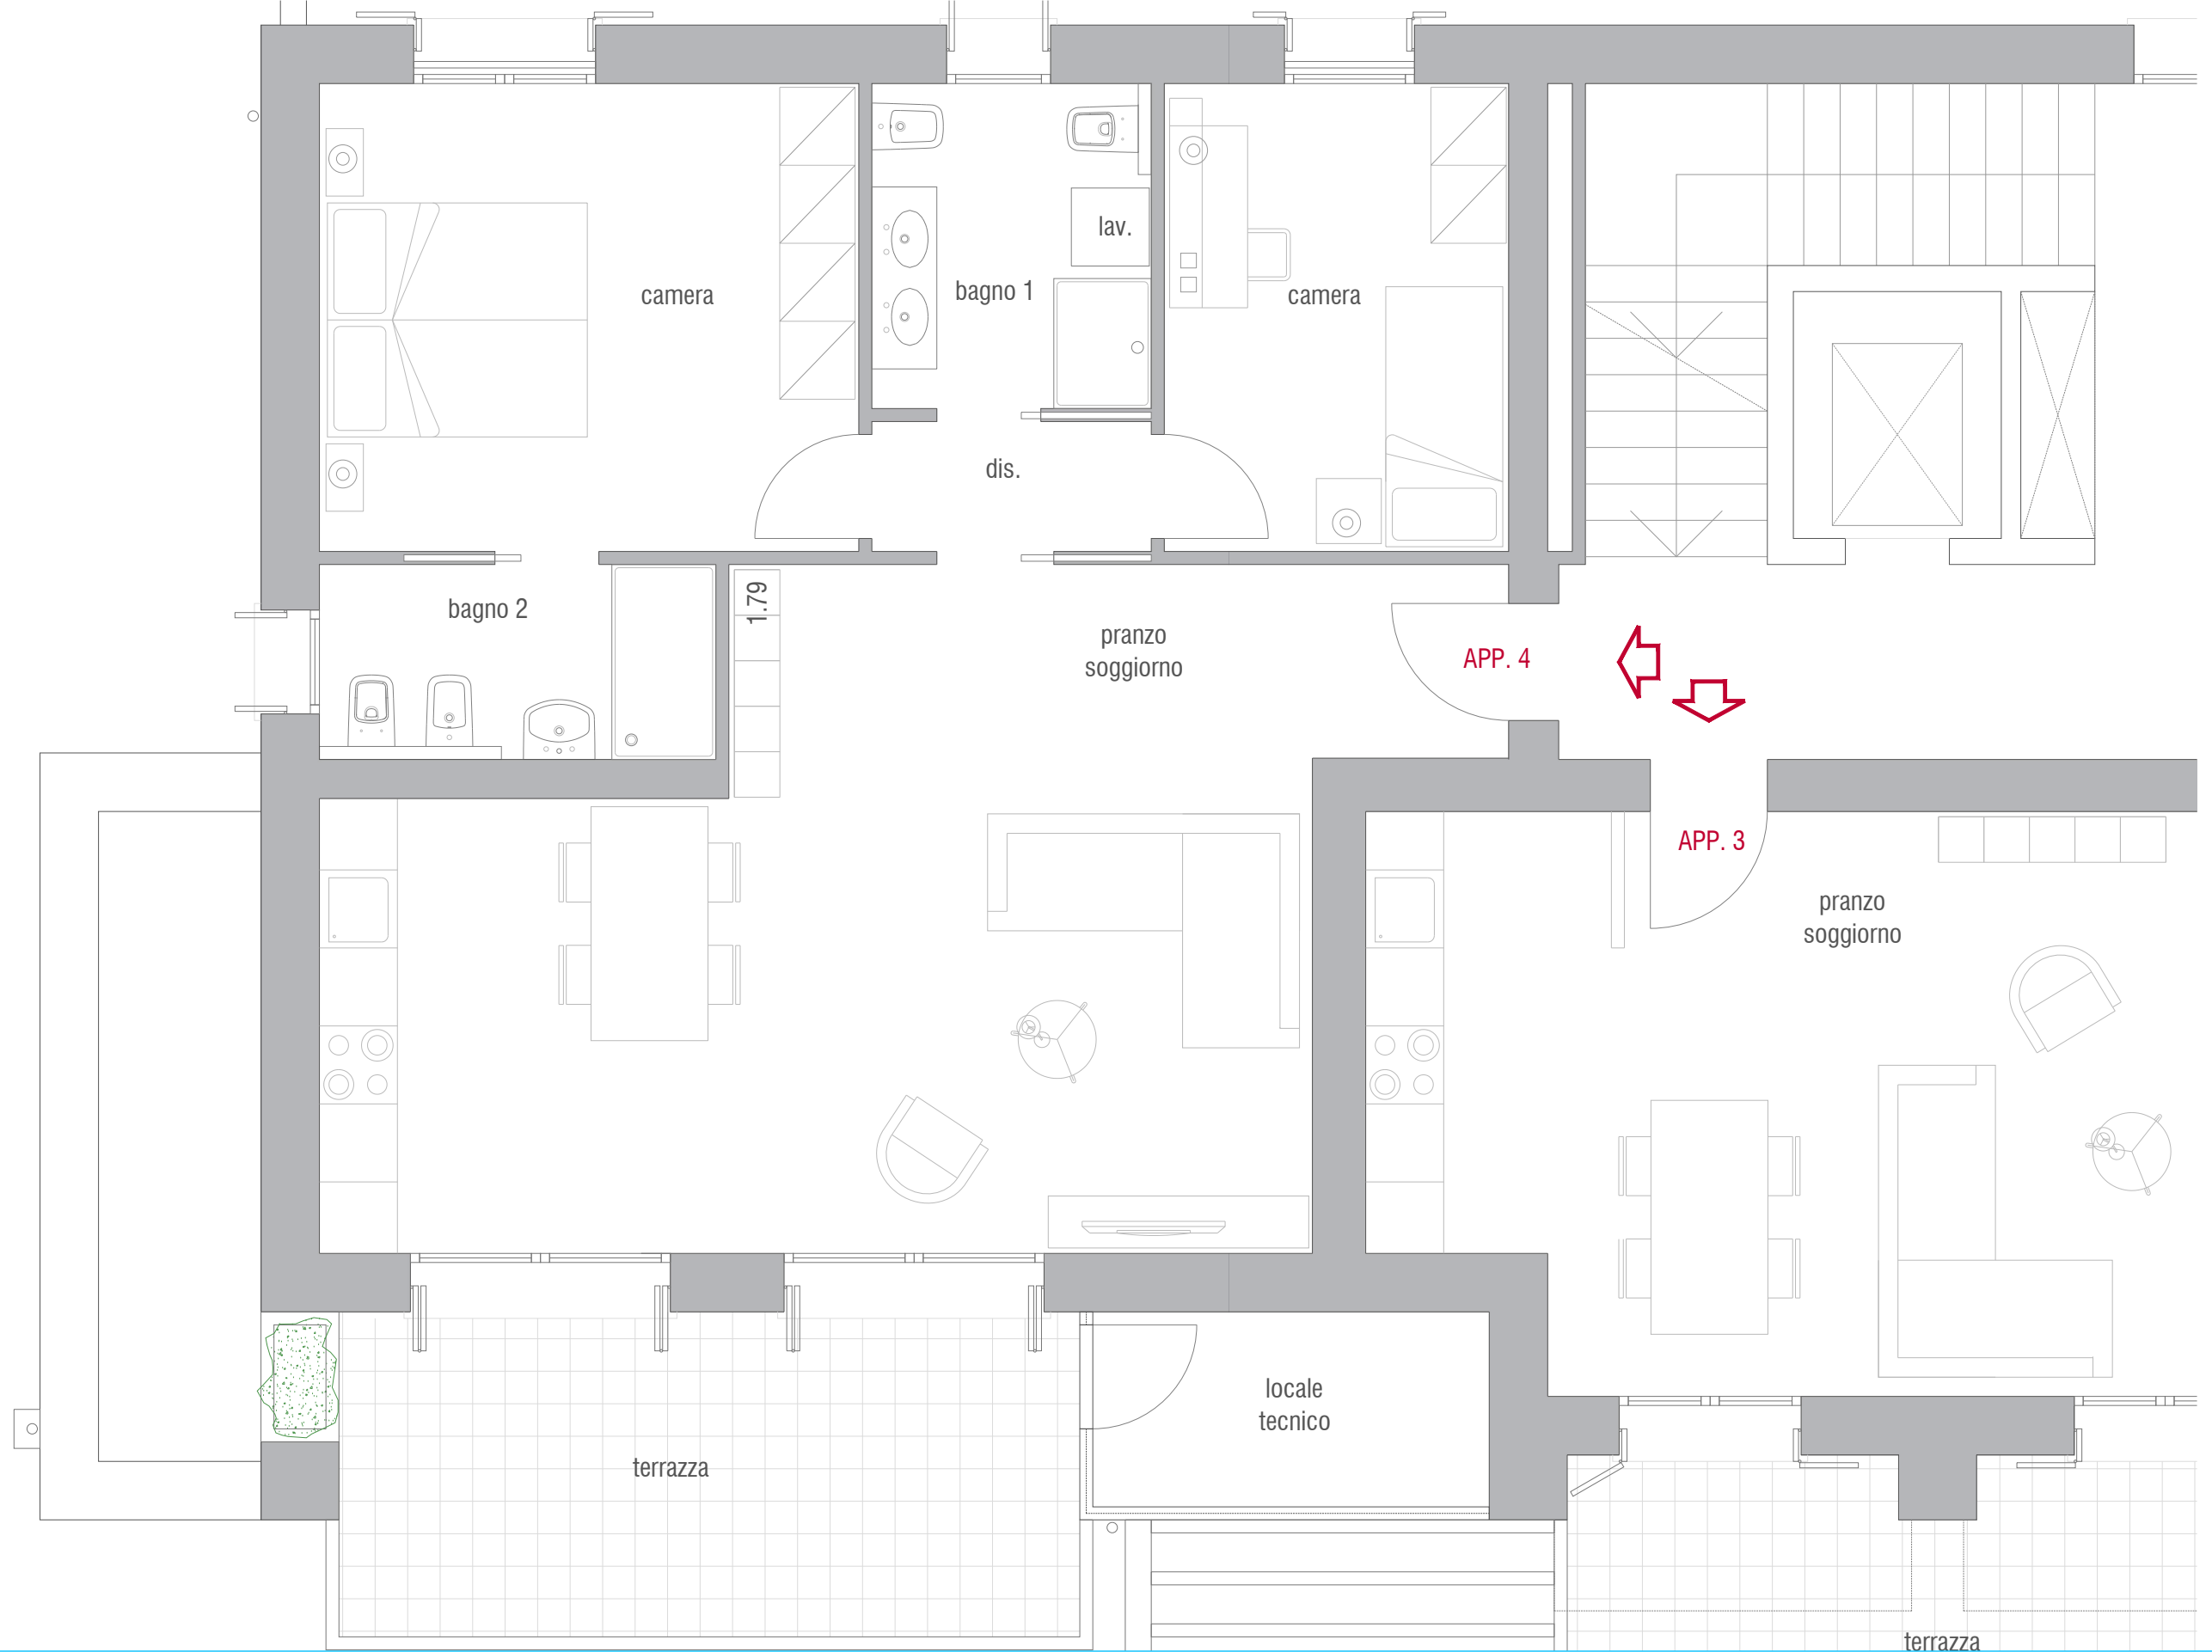 lav.
camera
bagno 1
camera
dis.
1.79
bagno 2
pranzo
soggiorno
APP. 4
APP. 3
pranzo
soggiorno
locale
tecnico
terrazza
terrazza